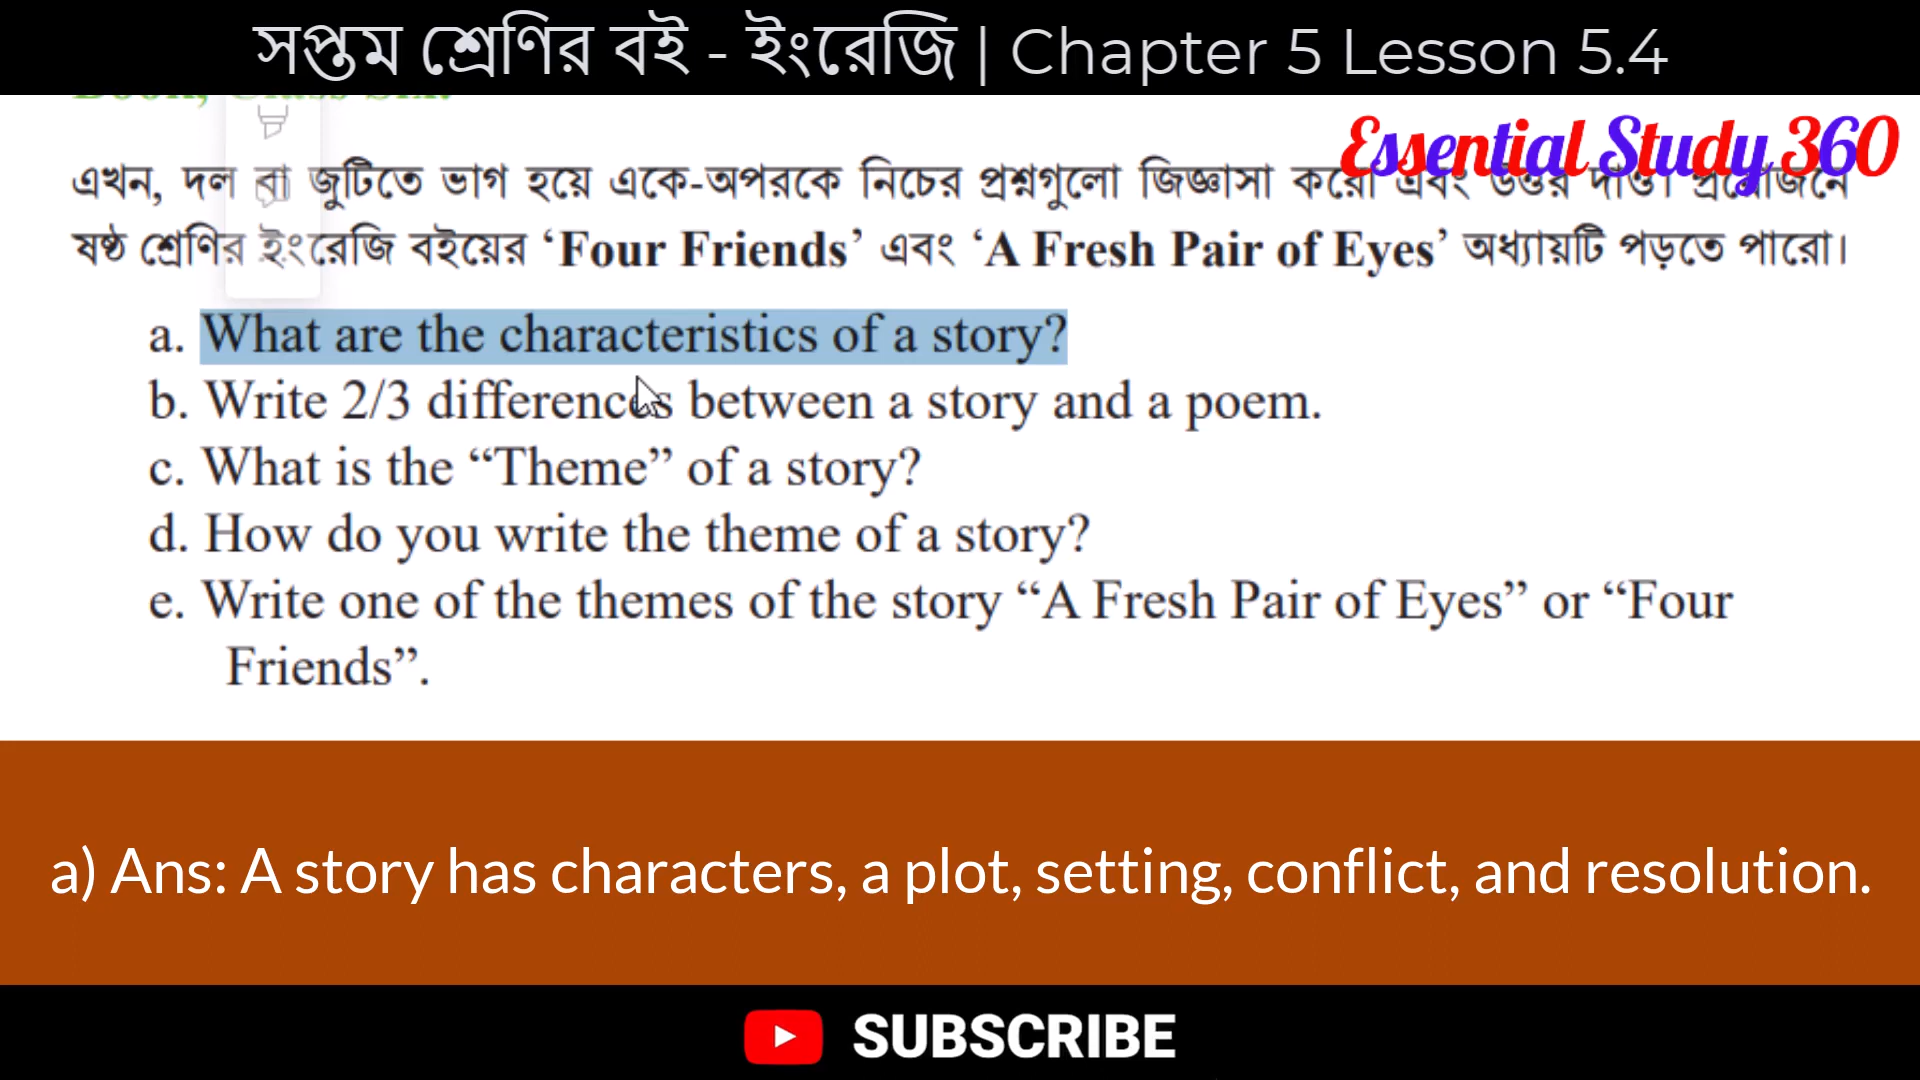 সপ্তম শ্রেণির বই - ইংরেজি | Chapter 5 Lesson 5.4
Book, Class Six.
Essential Study 360
এখন, দল বা জুটিতে ভাগ হয়ে একে-অপরকে নিচের প্রশ্নগুলো জিজ্ঞাসা করো এবং উত্তর দাও। প্রয়োজনে
ষষ্ঠ শ্রেণির ইংরেজি বইয়ের ‘Four Friends’ এবং ‘A Fresh Pair of Eyes’ অধ্যায়টি পড়তে পারো।
a. What are the characteristics of a story?
b. Write 2/3 differences between a story and a poem.
c. What is the “Theme” of a story?
d. How do you write the theme of a story?
e. Write one of the themes of the story “A Fresh Pair of Eyes” or “Four
Friends”.
a) Ans: A story has characters, a plot, setting, conflict, and resolution.
SUBSCRIBE